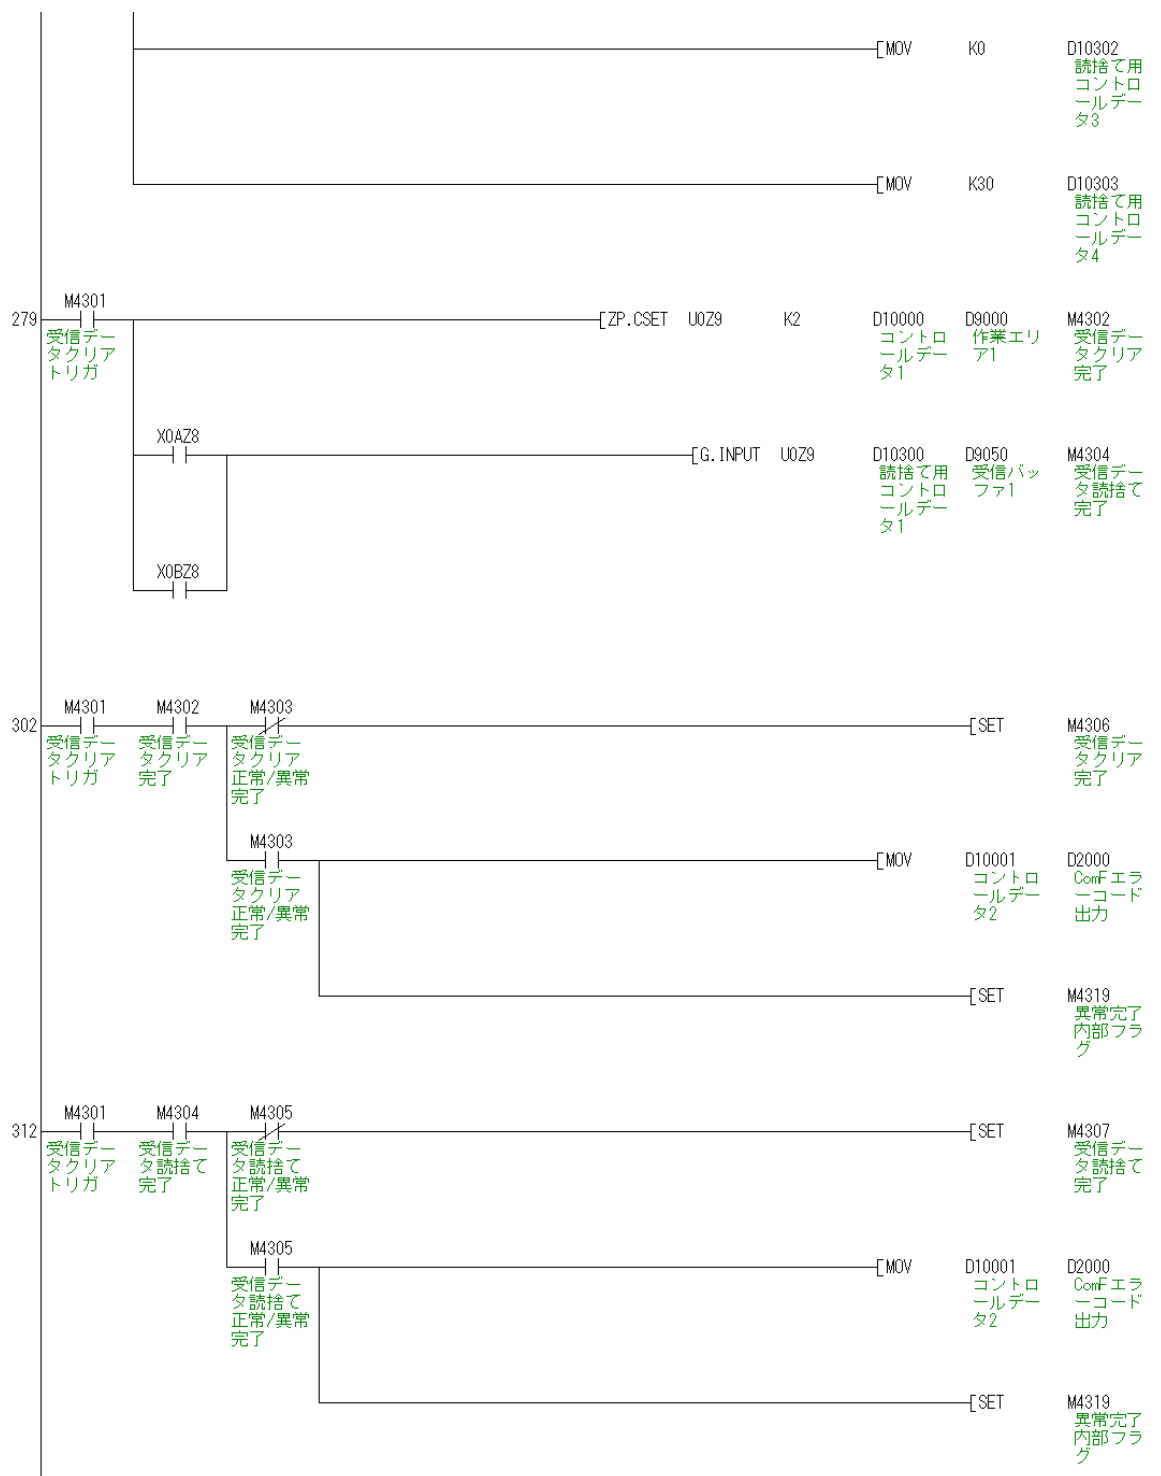 MOV K0 D10302
読捨て用
コントロ
ールデー
タ3
MOV K30 D10303
読捨て用
コントロ
ールデー
タ4
M4301
279 ZP.CSET U0Z9 K2 D10000 D9000 M4302
受信デー
タクリア
トリガ
コントロ
ールデー
タ1
作業エリ
ア1
受信デー
タクリア
完了
X0AZ8
G.INPUT U0Z9 D10300 D9050 M4304
読捨て用
コントロ
ールデー
タ1
受信バッ
ファ1
受信デー
タ読捨て
完了
X0BZ8
M4301 M4302 M4303
302 SET M4306
受信デー
タクリア
トリガ
受信デー
タクリア
完了
受信デー
タクリア
正常/異常
完了
受信デー
タクリア
完了
M4303
MOV D10001 D2000
受信デー
タクリア
正常/異常
完了
コントロ
ールデー
タ2
ComFエラ
ーコード
出力
SET M4319
異常完了
内部フラ
グ
M4301 M4304 M4305
312 SET M4307
受信デー
タクリア
トリガ
受信デー
タ読捨て
完了
受信デー
タ読捨て
正常/異常
完了
受信デー
タ読捨て
完了
M4305
MOV D10001 D2000
受信デー
タ読捨て
正常/異常
完了
コントロ
ールデー
タ2
ComFエラ
ーコード
出力
SET M4319
異常完了
内部フラ
グ